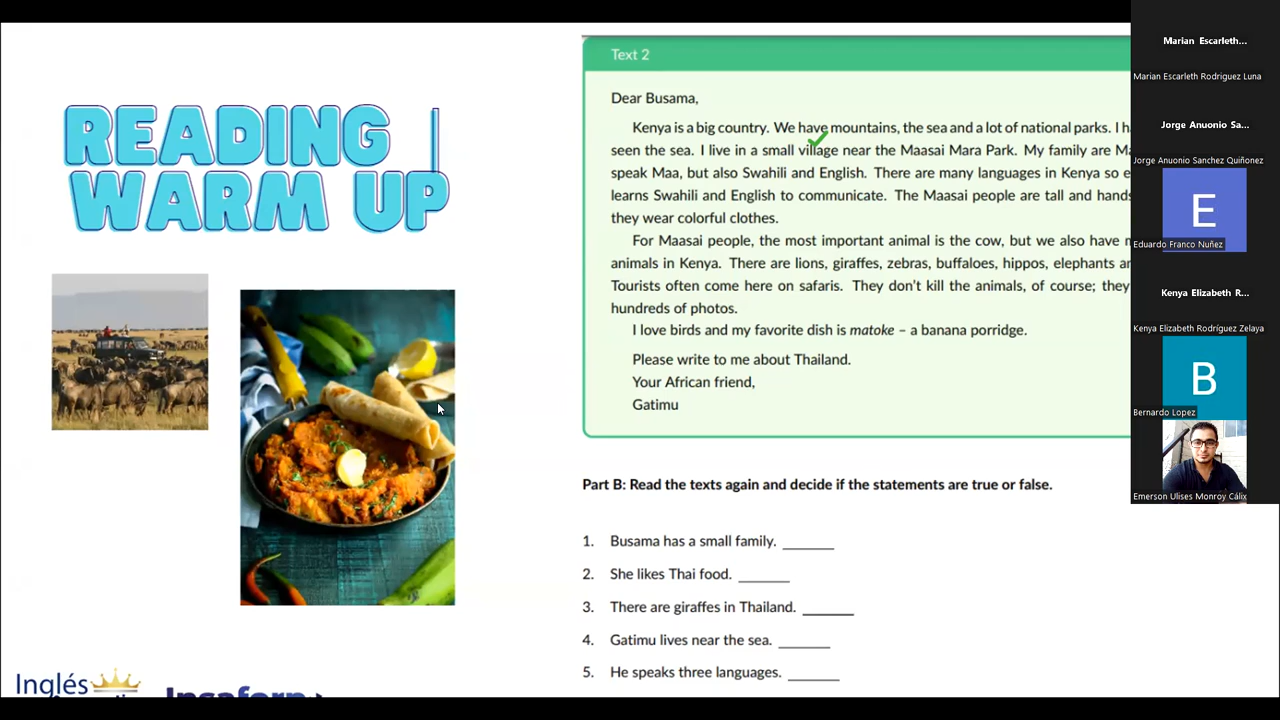 READING
WARM UP
Text 2
Dear Busama,
Kenya is a big country. We have mountains, the sea and a lot of national parks. I h
seen the sea. I live in a small village near the Maasai Mara Park. My family are Ma
speak Maa, but also Swahili and English. There are many languages in Kenya so e
learns Swahili and English to communicate. The Maasai people are tall and hands
they wear colorful clothes.
For Maasai people, the most important animal is the cow, but we also have
animals in Kenya. There are lions, giraffes, zebras, buffaloes, hippos, elephants a
Tourists often come here on safaris. They don't kill the animals, of course; they
hundreds of photos.
I love birds and my favorite dish is matoke – a banana porridge.
Please write to me about Thailand.
Your African friend,
Gatimu
Part B: Read the texts again and decide if the statements are true or false.
1. Busama has a small family. ______
2. She likes Thai food. ______
3. There are giraffes in Thailand. ______
4. Gatimu lives near the sea. ______
5. He speaks three languages. ______
Inglés
Marian Escarleth...
Marian Escarleth Rodriguez Luna
Jorge Anuonio Sa...
Jorge Anuonio Sanchez Quiñonez
E
Eduardo Franco Nuñez
Kenya Elizabeth R...
Kenya Elizabeth Rodríguez Zelaya
B
Bernardo Lopez
Emerson Ulises Monroy Cálix